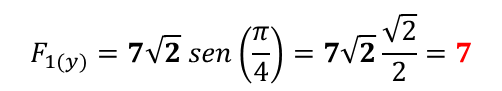 F₁₍y₎ = 7√2 sen (π/4) = 7√2 √2/2 = 7